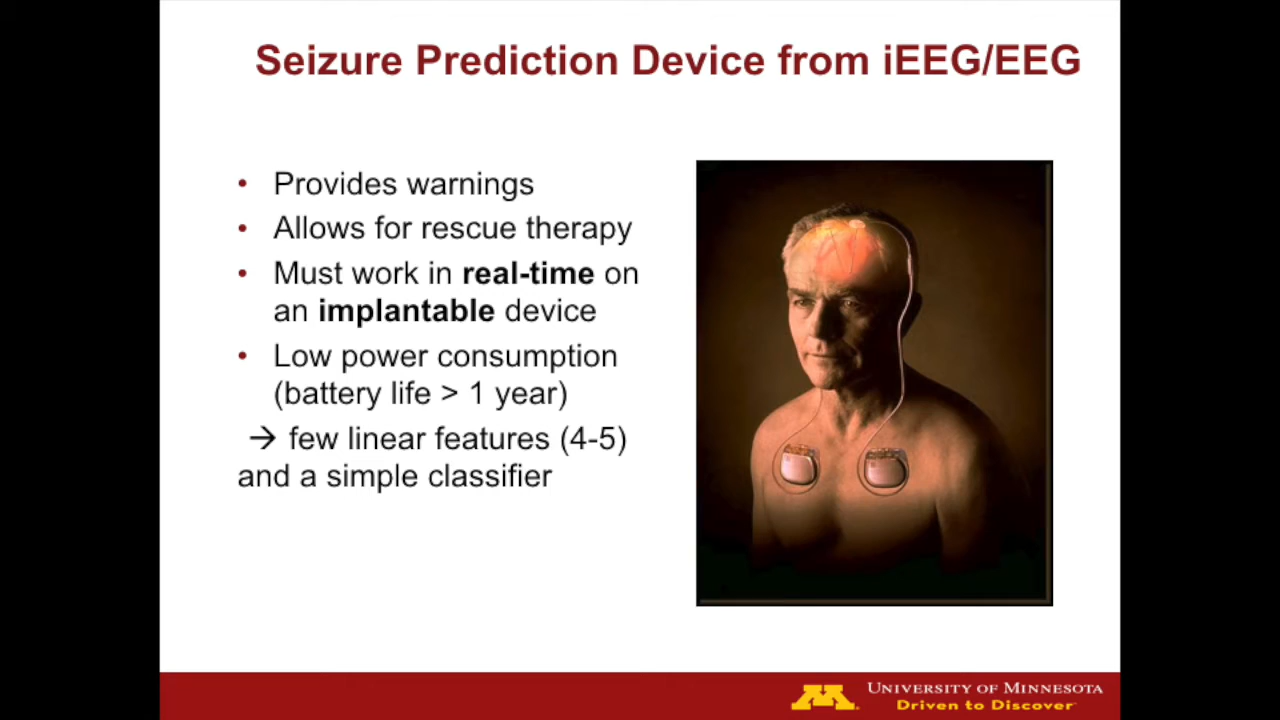 Seizure Prediction Device from iEEG/EEG
• Provides warnings
• Allows for rescue therapy
• Must work in real-time on
an implantable device
• Low power consumption
(battery life > 1 year)
→ few linear features (4-5)
and a simple classifier
UNIVERSITY OF MINNESOTA
Driven to Discover™